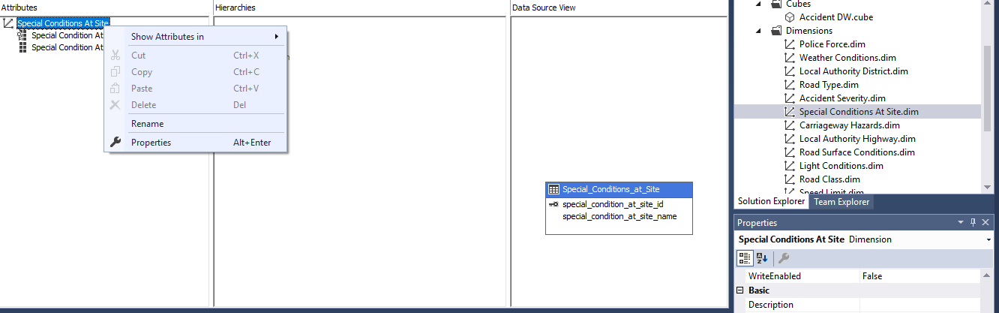 Attributes
Hierarchies
Data Source View
Special Conditions At Site
Special Condition At
Special Condition At
Show Attributes in
Cut Ctrl+X
Copy Ctrl+C
Paste Ctrl+V
Delete Del
Rename
Properties Alt+Enter
Special_Conditions_at_Site
special_condition_at_site_id
special_condition_at_site_name
Cubes
Accident DW.cube
Dimensions
Police Force.dim
Weather Conditions.dim
Local Authority District.dim
Road Type.dim
Accident Severity.dim
Special Conditions At Site.dim
Carriageway Hazards.dim
Local Authority Highway.dim
Road Surface Conditions.dim
Light Conditions.dim
Road Class.dim
Speed Limit.dim
Solution Explorer Team Explorer
Properties
Special Conditions At Site Dimension
WriteEnabled False
Basic
Description